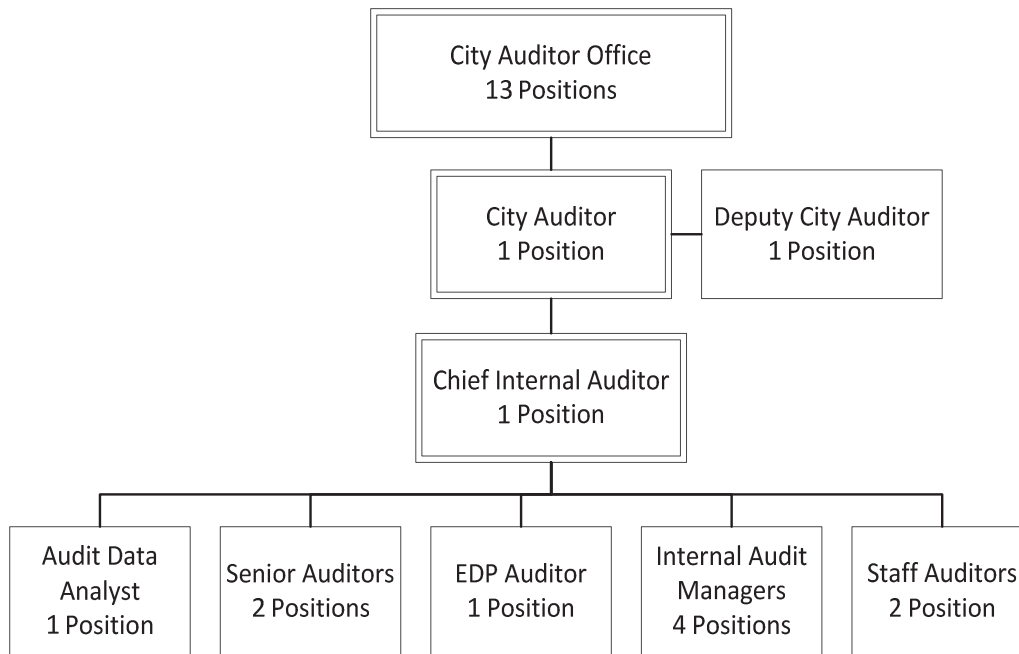 City Auditor Office
13 Positions
City Auditor
1 Position
Deputy City Auditor
1 Position
Chief Internal Auditor
1 Position
Audit Data
Analyst
1 Position
Senior Auditors
2 Positions
EDP Auditor
1 Position
Internal Audit
Managers
4 Positions
Staff Auditors
2 Position